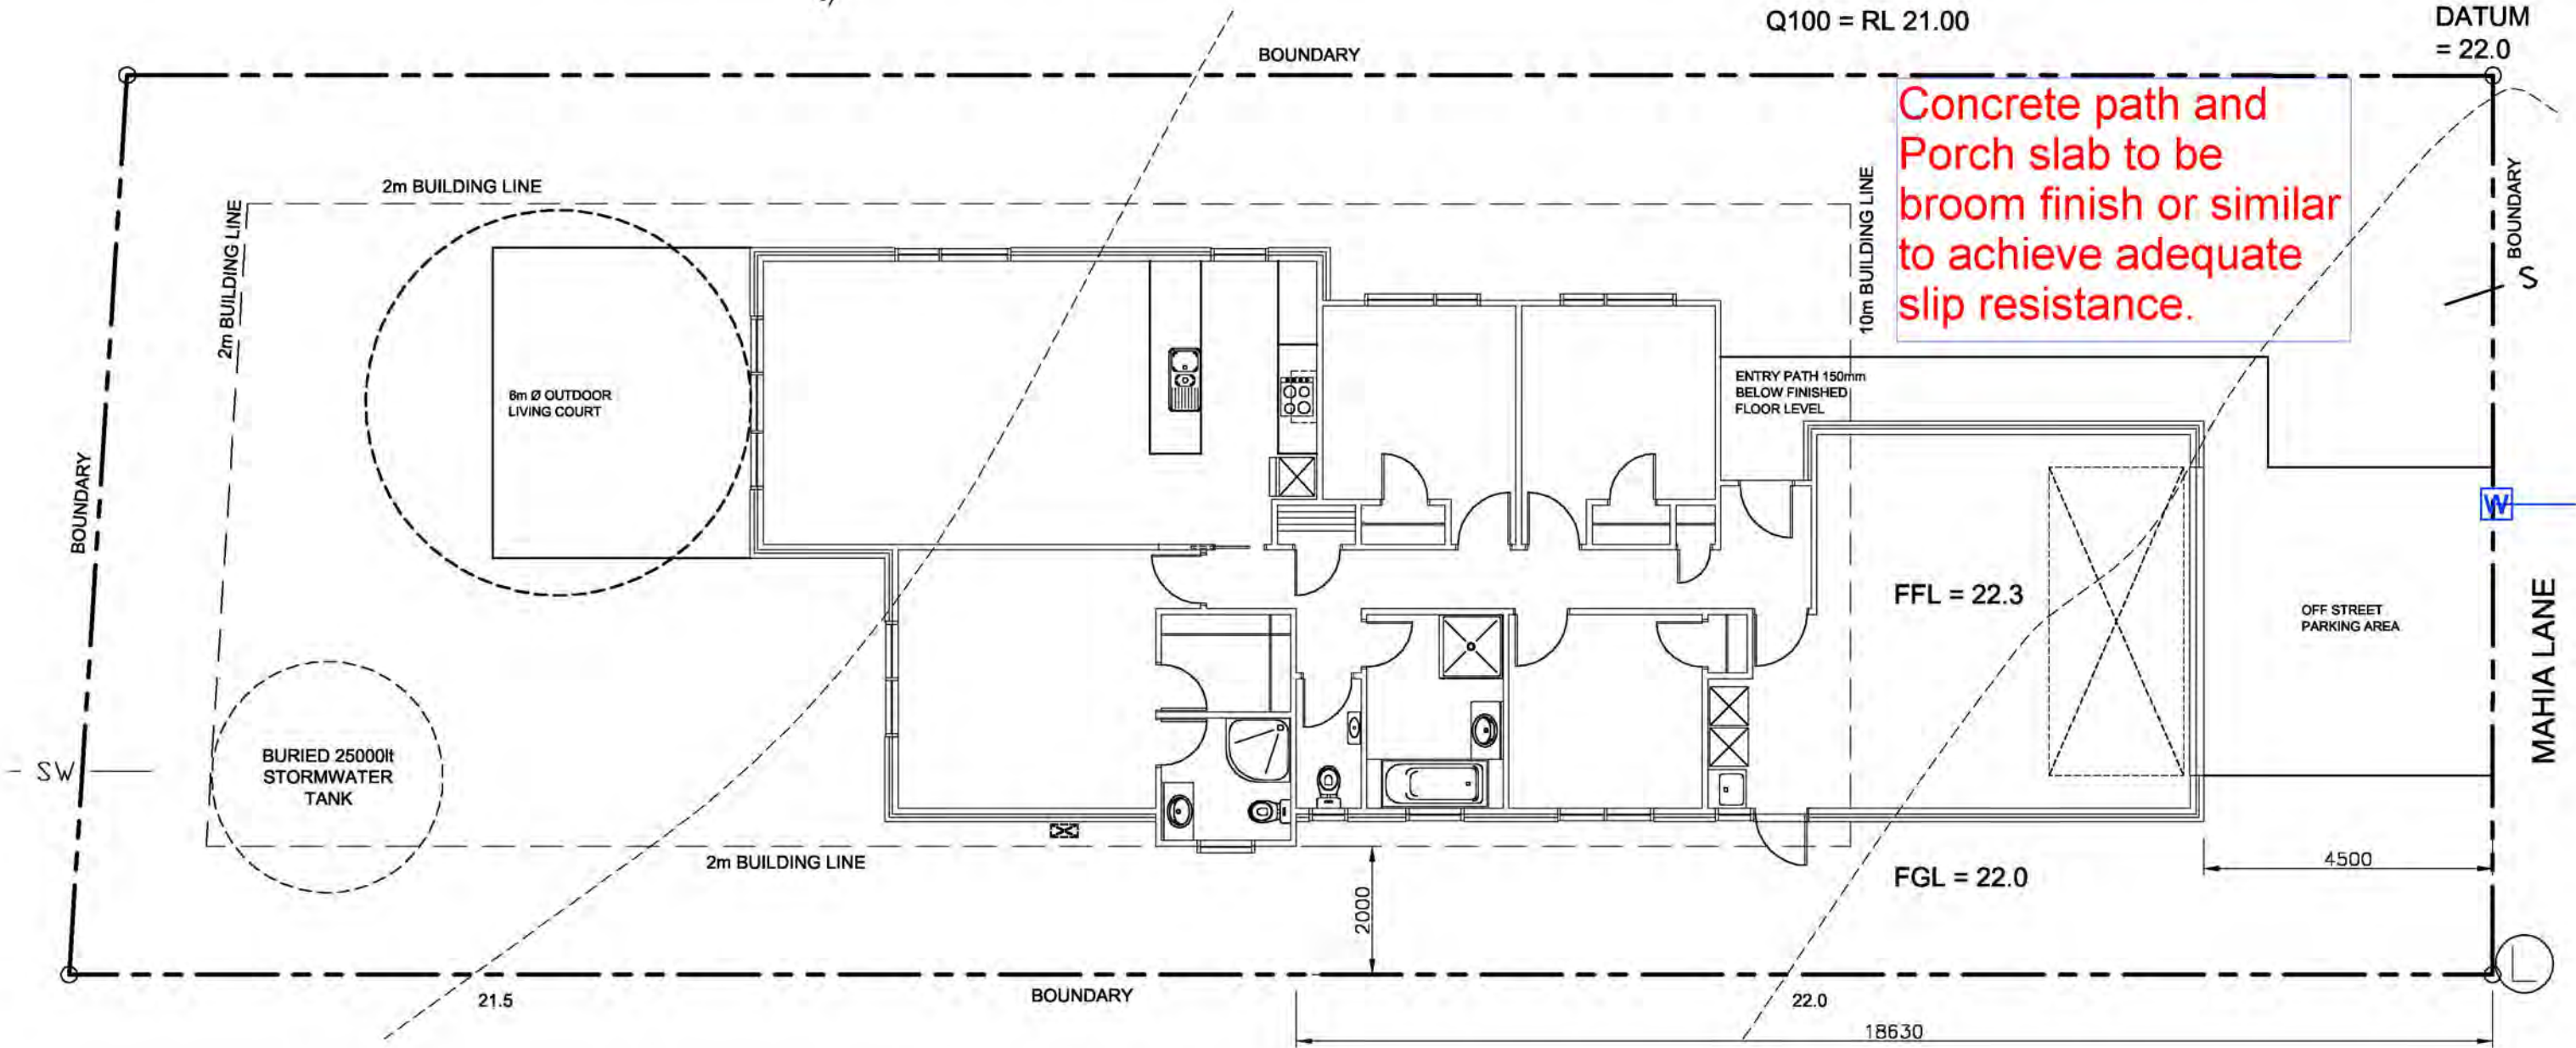 Q100 = RL 21.00
DATUM
= 22.0
BOUNDARY
Concrete path and
Porch slab to be
broom finish or similar
to achieve adequate
slip resistance.
2m BUILDING LINE
2m BUILDING LINE
10m BUILDING LINE
BOUNDARY
S
6m Ø OUTDOOR
LIVING COURT
ENTRY PATH 150mm
BELOW FINISHED
FLOOR LEVEL
BOUNDARY
W
FFL = 22.3
OFF STREET
PARKING AREA
MAHIA LANE
SW
BURIED 25000lt
STORMWATER
TANK
2m BUILDING LINE
2000
FGL = 22.0
4500
L
21.5
BOUNDARY
22.0
18630